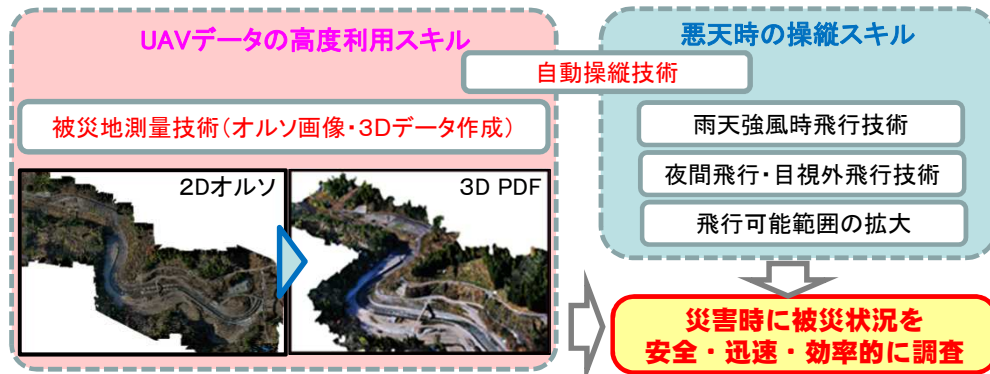 UAVデータの高度利用スキル
悪天時の操縦スキル
自動操縦技術
被災地測量技術(オルソ画像・3Dデータ作成)
雨天強風時飛行技術
2Dオルソ
3D PDF
夜間飛行・目視外飛行技術
飛行可能範囲の拡大
災害時に被災状況を
安全・迅速・効率的に調査